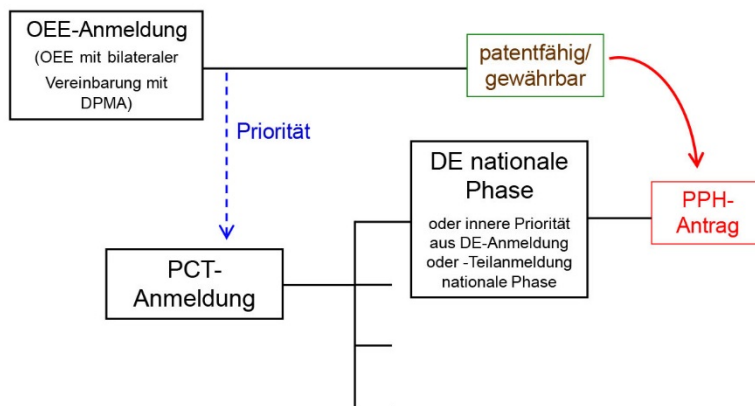 OEE-Anmeldung
(OEE mit bilateraler
Vereinbarung mit
DPMA)
patentfähig/
gewährbar
Priorität
DE nationale
Phase
oder innere Priorität
aus DE-Anmeldung
oder -Teilanmeldung
nationale Phase
PPH-
Antrag
PCT-
Anmeldung